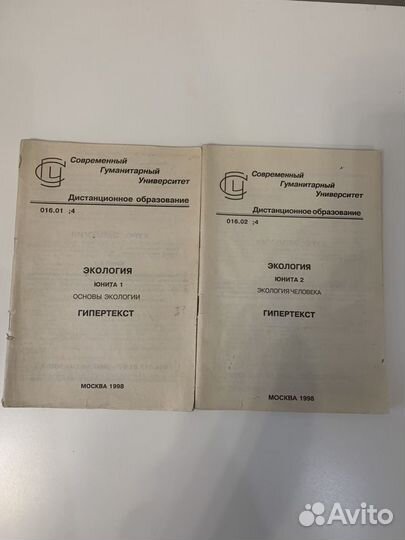 Современный
Гуманитарный
Университет
Дистанционное образование
016.01 ;4
ЭКОЛОГИЯ
ЮНИТА 1
ОСНОВЫ ЭКОЛОГИИ
ГИПЕРТЕКСТ
МОСКВА 1998
Современный
Гуманитарный
Университет
Дистанционное образование
016.02 ;4
ЭКОЛОГИЯ
ЮНИТА 2
ЭКОЛОГИЯ ЧЕЛОВЕКА
ГИПЕРТЕКСТ
МОСКВА 1998
Avito